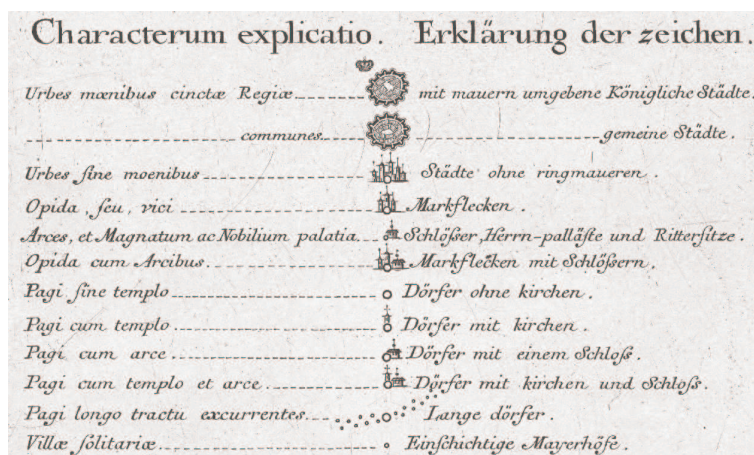 Characterum explicatio. Erklärung der zeichen.
Urbes mœnibus cinctæ Regiæ mit mauern umgebene Königliche Städte.
communes gemeine Städte.
Urbes ſine moenibus Städte ohne ringmaueren.
Opida, ſeu, vici Markflecken.
Arces, et Magnatum ac Nobilium palatia Schlöſser, Herrn-palläſte und Ritterſitze.
Opida cum Arcibus Markflecken mit Schlöſsern.
Pagi ſine templo Dörfer ohne kirchen.
Pagi cum templo Dörfer mit kirchen.
Pagi cum arce Dörfer mit einem Schloſs.
Pagi cum templo et arce Dörfer mit kirchen und Schloſs.
Pagi longo tractu excurrentes Lange dörfer.
Villæ ſolitariæ Einſchichtige Mayerhöfe.